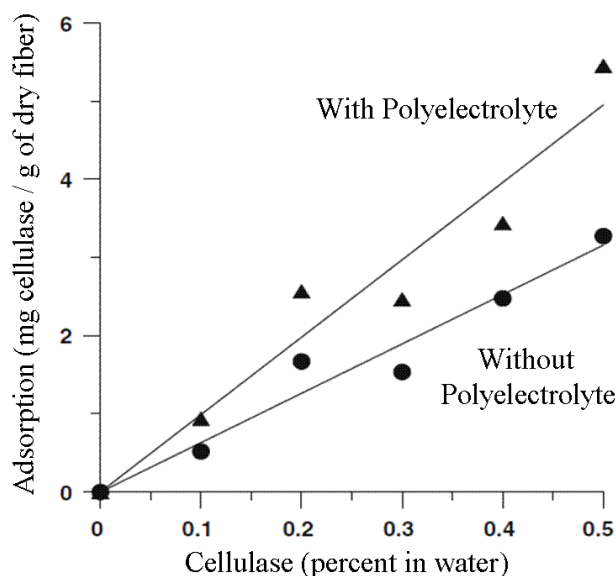 Adsorption (mg cellulase / g of dry fiber)
6
4
2
0
With Polyelectrolyte
Without
Polyelectrolyte
0 0.1 0.2 0.3 0.4 0.5
Cellulase (percent in water)